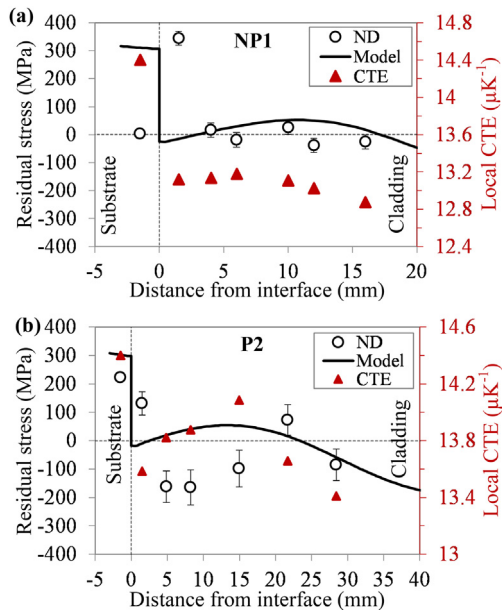 (a)
NP1
ND
Model
CTE
Residual stress (MPa)
400
300
200
100
0
-100
-200
-300
-400
Substrate
Cladding
14.8
14.4
14.0
13.6
13.2
12.8
12.4
Local CTE (µK⁻¹)
-5 0 5 10 15 20
Distance from interface (mm)
(b)
P2
ND
Model
CTE
Residual stress (MPa)
400
300
200
100
0
-100
-200
-300
-400
Substrate
Cladding
14.6
14.2
13.8
13.4
13
Local CTE (µK⁻¹)
-5 0 5 10 15 20 25 30 35 40
Distance from interface (mm)